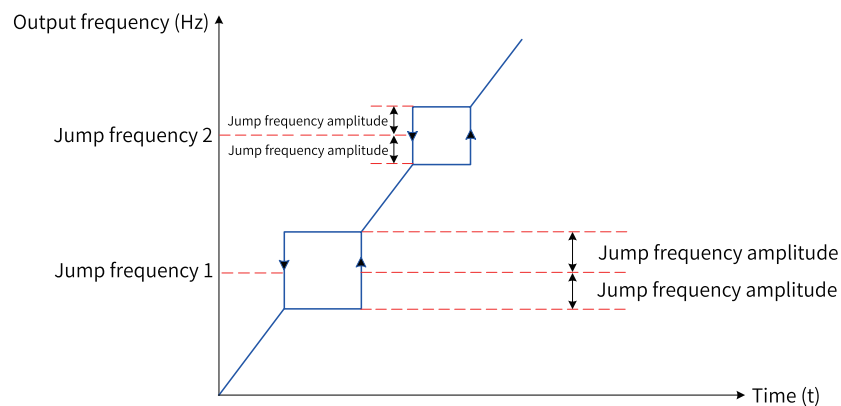 Output frequency (Hz)
Jump frequency amplitude
Jump frequency 2
Jump frequency amplitude
Jump frequency amplitude
Jump frequency 1
Jump frequency amplitude
Time (t)